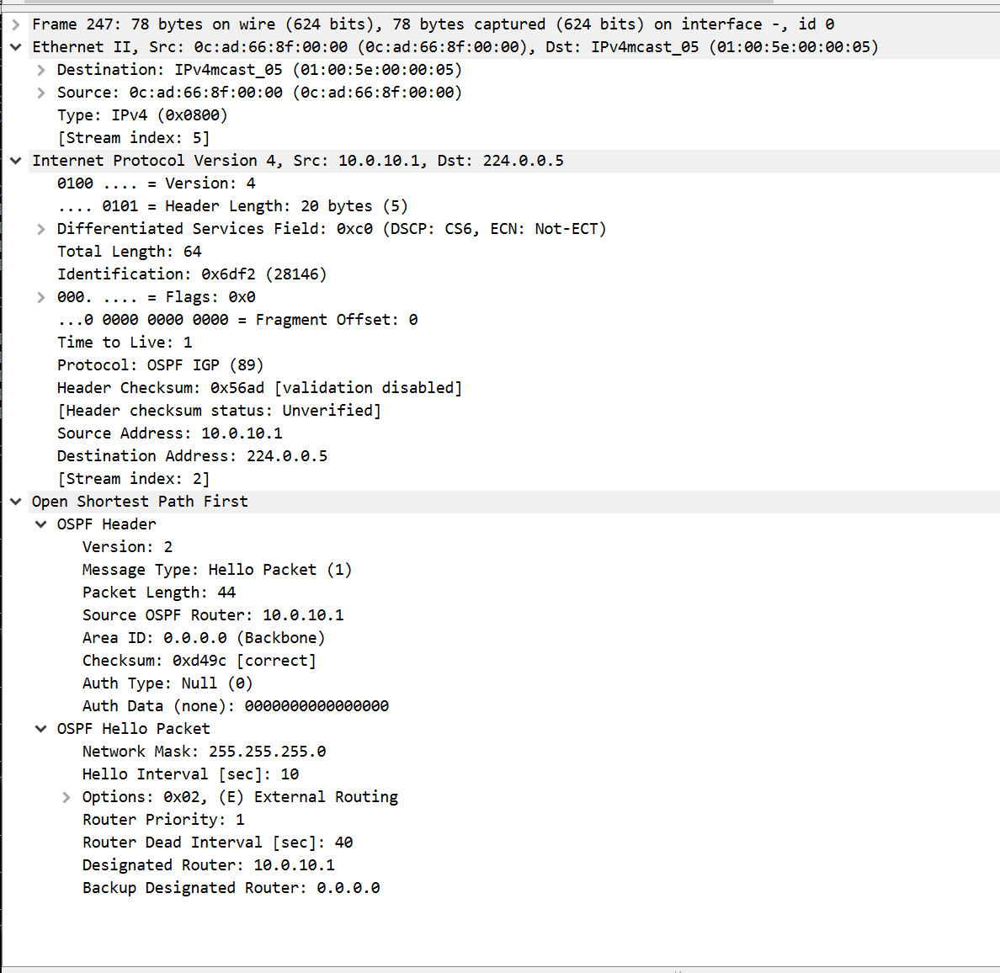 Frame 247: 78 bytes on wire (624 bits), 78 bytes captured (624 bits) on interface -, id 0
Ethernet II, Src: 0c:ad:66:8f:00:00 (0c:ad:66:8f:00:00), Dst: IPv4mcast_05 (01:00:5e:00:00:05)
Destination: IPv4mcast_05 (01:00:5e:00:00:05)
Source: 0c:ad:66:8f:00:00 (0c:ad:66:8f:00:00)
Type: IPv4 (0x0800)
[Stream index: 5]
Internet Protocol Version 4, Src: 10.0.10.1, Dst: 224.0.0.5
0100 .... = Version: 4
.... 0101 = Header Length: 20 bytes (5)
Differentiated Services Field: 0xc0 (DSCP: CS6, ECN: Not-ECT)
Total Length: 64
Identification: 0x6df2 (28146)
000. .... = Flags: 0x0
...0 0000 0000 0000 = Fragment Offset: 0
Time to Live: 1
Protocol: OSPF IGP (89)
Header Checksum: 0x56ad [validation disabled]
[Header checksum status: Unverified]
Source Address: 10.0.10.1
Destination Address: 224.0.0.5
[Stream index: 2]
Open Shortest Path First
OSPF Header
Version: 2
Message Type: Hello Packet (1)
Packet Length: 44
Source OSPF Router: 10.0.10.1
Area ID: 0.0.0.0 (Backbone)
Checksum: 0xd49c [correct]
Auth Type: Null (0)
Auth Data (none): 0000000000000000
OSPF Hello Packet
Network Mask: 255.255.255.0
Hello Interval [sec]: 10
Options: 0x02, (E) External Routing
Router Priority: 1
Router Dead Interval [sec]: 40
Designated Router: 10.0.10.1
Backup Designated Router: 0.0.0.0